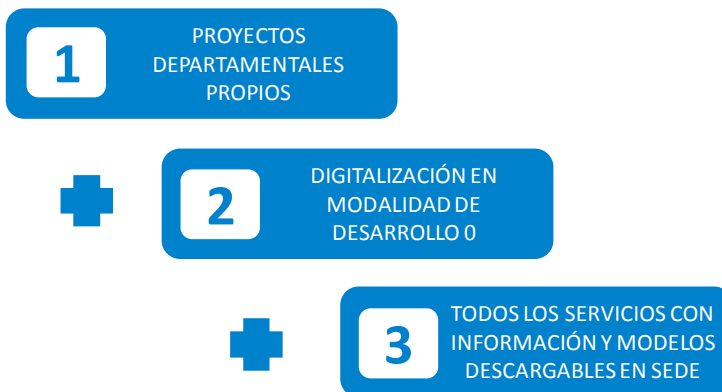 1
PROYECTOS
DEPARTAMENTALES
PROPIOS
2
DIGITALIZACIÓN EN
MODALIDAD DE
DESARROLLO 0
3
TODOS LOS SERVICIOS CON
INFORMACIÓN Y MODELOS
DESCARGABLES EN SEDE